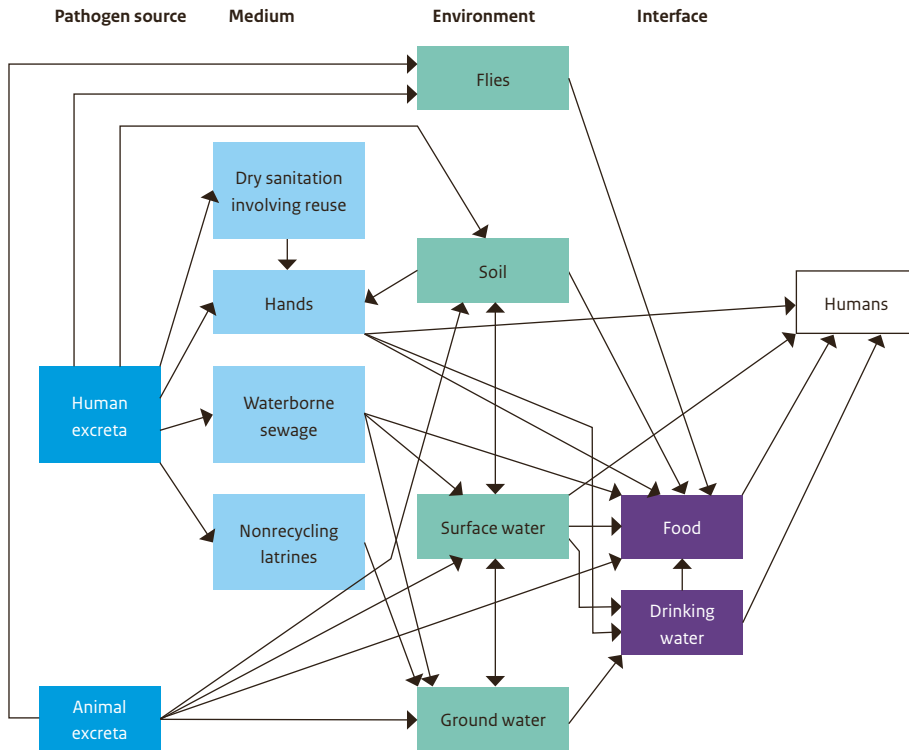 Pathogen source
Medium
Environment
Interface
Flies
Dry sanitation
involving reuse
Soil
Hands
Humans
Human
excreta
Waterborne
sewage
Surface water
Food
Nonrecycling
latrines
Drinking
water
Animal
excreta
Ground water